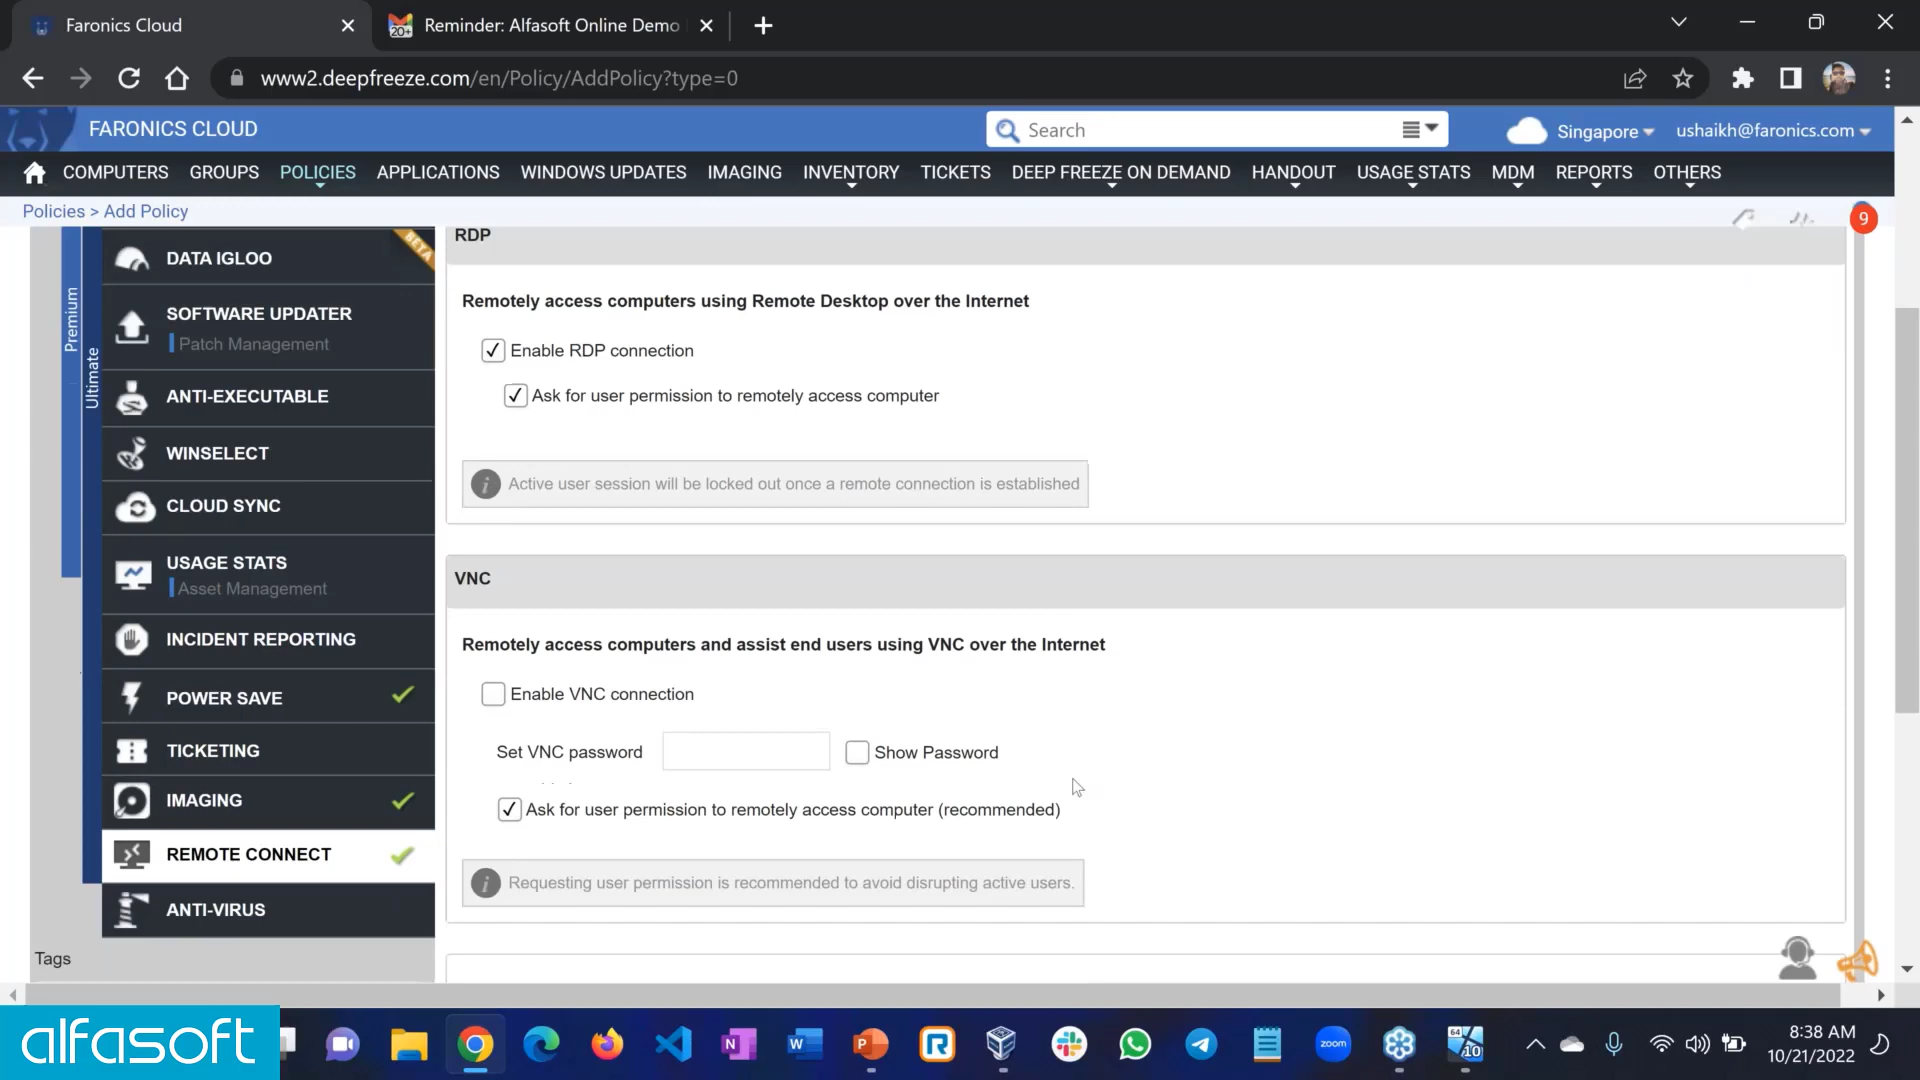 Faronics Cloud
20+
Reminder: Alfasoft Online Demo
www2.deepfreeze.com/en/Policy/AddPolicy?type=0
FARONICS CLOUD
Search
Singapore
ushaikh@faronics.com
COMPUTERS GROUPS POLICIES APPLICATIONS WINDOWS UPDATES IMAGING INVENTORY TICKETS DEEP FREEZE ON DEMAND HANDOUT USAGE STATS MDM REPORTS OTHERS
Policies > Add Policy
9
Premium
Ultimate
DATA IGLOO
BETA
SOFTWARE UPDATER
Patch Management
ANTI-EXECUTABLE
WINSELECT
CLOUD SYNC
USAGE STATS
Asset Management
INCIDENT REPORTING
POWER SAVE
TICKETING
IMAGING
REMOTE CONNECT
ANTI-VIRUS
Tags
RDP
Remotely access computers using Remote Desktop over the Internet
Enable RDP connection
Ask for user permission to remotely access computer
Active user session will be locked out once a remote connection is established
VNC
Remotely access computers and assist end users using VNC over the Internet
Enable VNC connection
Set VNC password
Show Password
Ask for user permission to remotely access computer (recommended)
Requesting user permission is recommended to avoid disrupting active users.
alfasoft
N
W
P
R
zoom
64
10
8:38 AM
10/21/2022